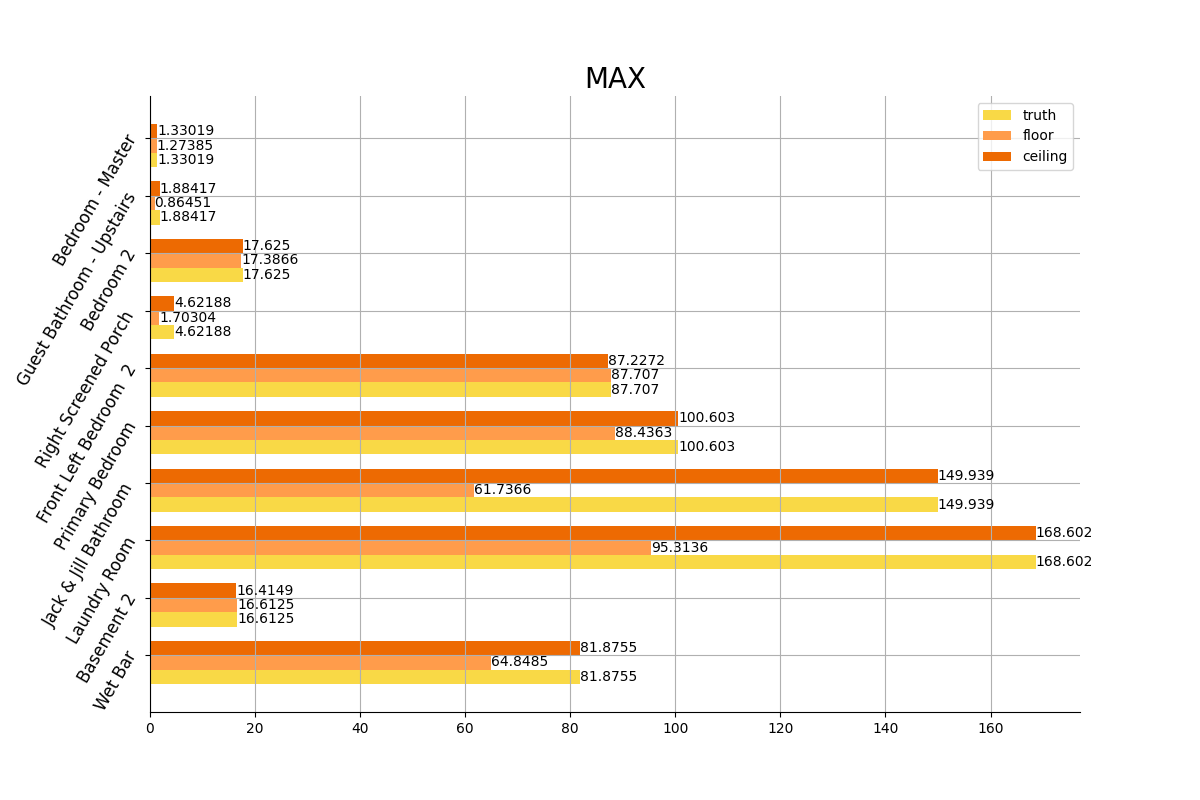 MAX
truth
floor
ceiling
Bedroom - Master
1.33019
1.27385
1.33019
Guest Bathroom - Upstairs
1.88417
0.86451
1.88417
Bedroom 2
17.625
17.3866
17.625
Right Screened Porch
4.62188
1.70304
4.62188
Front Left Bedroom 2
87.2272
87.707
87.707
Primary Bedroom
100.603
88.4363
100.603
Jack & Jill Bathroom
149.939
61.7366
149.939
Laundry Room
168.602
95.3136
168.602
Basement 2
16.4149
16.6125
16.6125
Wet Bar
81.8755
64.8485
81.8755
0 20 40 60 80 100 120 140 160